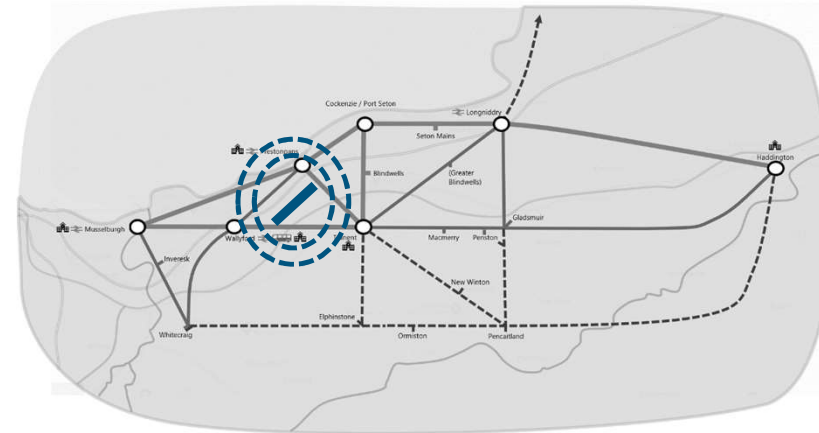 Cockenzie / Port Seton
Longniddry
Seton Mains
Haddington
Blindwells
(Greater
Blindwells)
Gladsmuir
Musselburgh
Wallyford
Macmerry
Penston
Inveresk
New Winton
Elphinstone
Whitecraig
Ormiston
Pencaitland